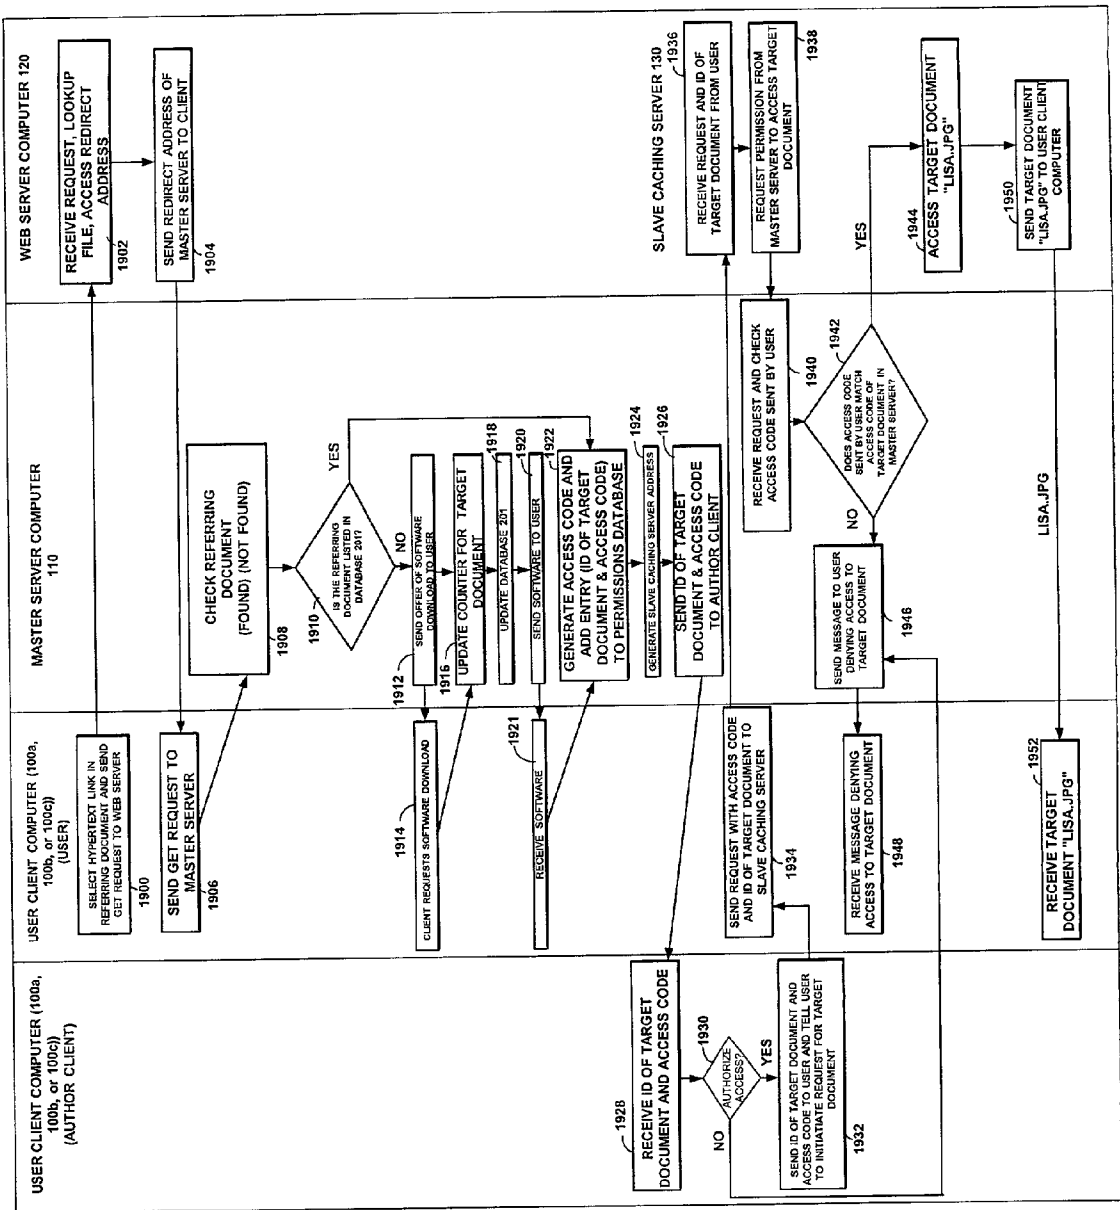 USER CLIENT COMPUTER (100a,
100b, or 100c))
(AUTHOR CLIENT)
USER CLIENT COMPUTER (100a,
100b, or 100c))
(USER)
MASTER SERVER COMPUTER
110
WEB SERVER COMPUTER 120
SELECT HYPERTEXT LINK IN
REFERRING DOCUMENT AND SEND
GET REQUEST TO WEB SERVER
1900
RECEIVE REQUEST, LOOKUP
FILE, ACCESS REDIRECT
ADDRESS
1902
SEND REDIRECT ADDRESS OF
MASTER SERVER TO CLIENT
1904
SEND GET REQUEST TO
MASTER SERVER
1906
CHECK REFERRING
DOCUMENT
(FOUND) (NOT FOUND)
1908
IS THE REFERRING
DOCUMENT LISTED IN
DATABASE 201?
1910
YES
NO
SEND OFFER OF SOFTWARE
DOWNLOAD TO USER
1912
CLIENT REQUESTS SOFTWARE DOWNLOAD
1914
UPDATE COUNTER FOR TARGET
DOCUMENT
1916
UPDATE DATABASE 201
1918
SEND SOFTWARE TO USER
1920
RECEIVE SOFTWARE
1921
GENERATE ACCESS CODE AND
ADD ENTRY (ID OF TARGET
DOCUMENT & ACCESS CODE)
TO PERMISSIONS DATABASE
1922
GENERATE SLAVE CACHING SERVER ADDRESS
1924
SEND ID OF TARGET
DOCUMENT & ACCESS CODE
TO AUTHOR CLIENT
1926
RECEIVE ID OF TARGET
DOCUMENT AND ACCESS CODE
1928
AUTHORIZE
ACCESS?
1930
NO
YES
SEND ID OF TARGET DOCUMENT AND
ACCESS CODE TO USER AND TELL USER
TO INITIATIATE REQUEST FOR TARGET
DOCUMENT
1932
SEND REQUEST WITH ACCESS CODE
AND ID OF TARGET DOCUMENT TO
SLAVE CACHING SERVER
1934
SLAVE CACHING SERVER 130
RECEIVE REQUEST AND ID OF
TARGET DOCUMENT FROM USER
1936
REQUEST PERMISSION FROM
MASTER SERVER TO ACCESS TARGET
DOCUMENT
1938
RECEIVE REQUEST AND CHECK
ACCESS CODE SENT BY USER
1940
DOES ACCESS CODE
SENT BY USER MATCH
ACCESS CODE OF
TARGET DOCUMENT IN
MASTER SERVER?
1942
YES
NO
ACCESS TARGET DOCUMENT
"LISA.JPG"
1944
SEND MESSAGE TO USER
DENYING ACCESS TO
TARGET DOCUMENT
1946
RECEIVE MESSAGE DENYING
ACCESS TO TARGET DOCUMENT
1948
SEND TARGET DOCUMENT
"LISA.JPG" TO USER CLIENT
COMPUTER
1950
LISA.JPG
RECEIVE TARGET
DOCUMENT "LISA.JPG"
1952